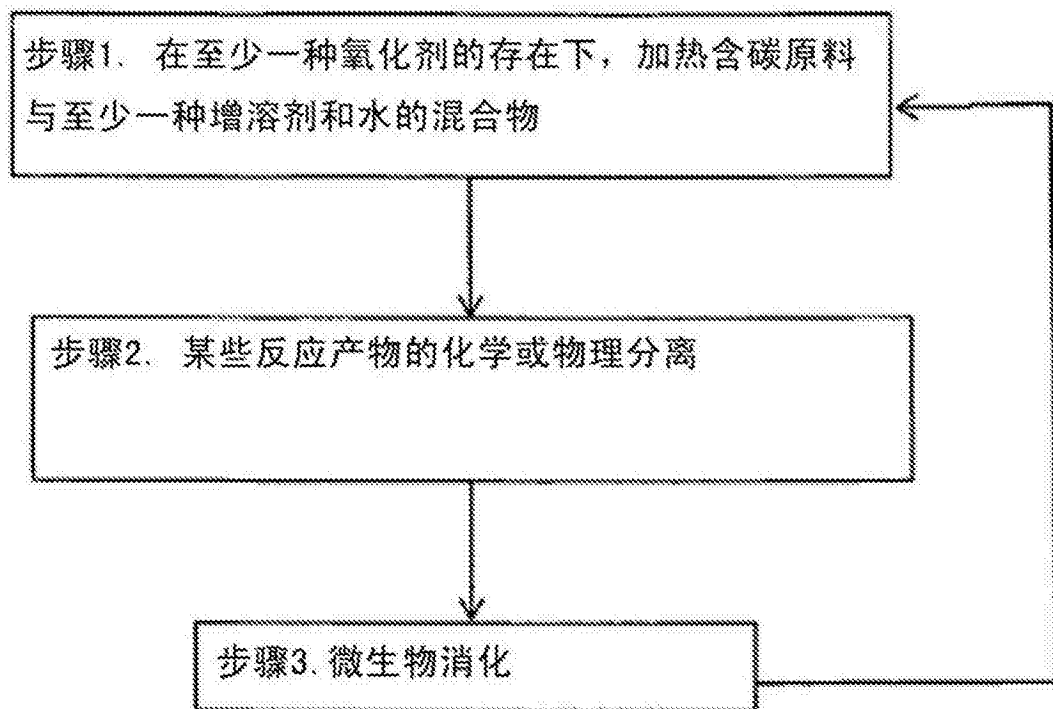 步骤1. 在至少一种氧化剂的存在下，加热含碳原料
与至少一种增溶剂和水的混合物
步骤2. 某些反应产物的化学或物理分离
步骤3. 微生物消化